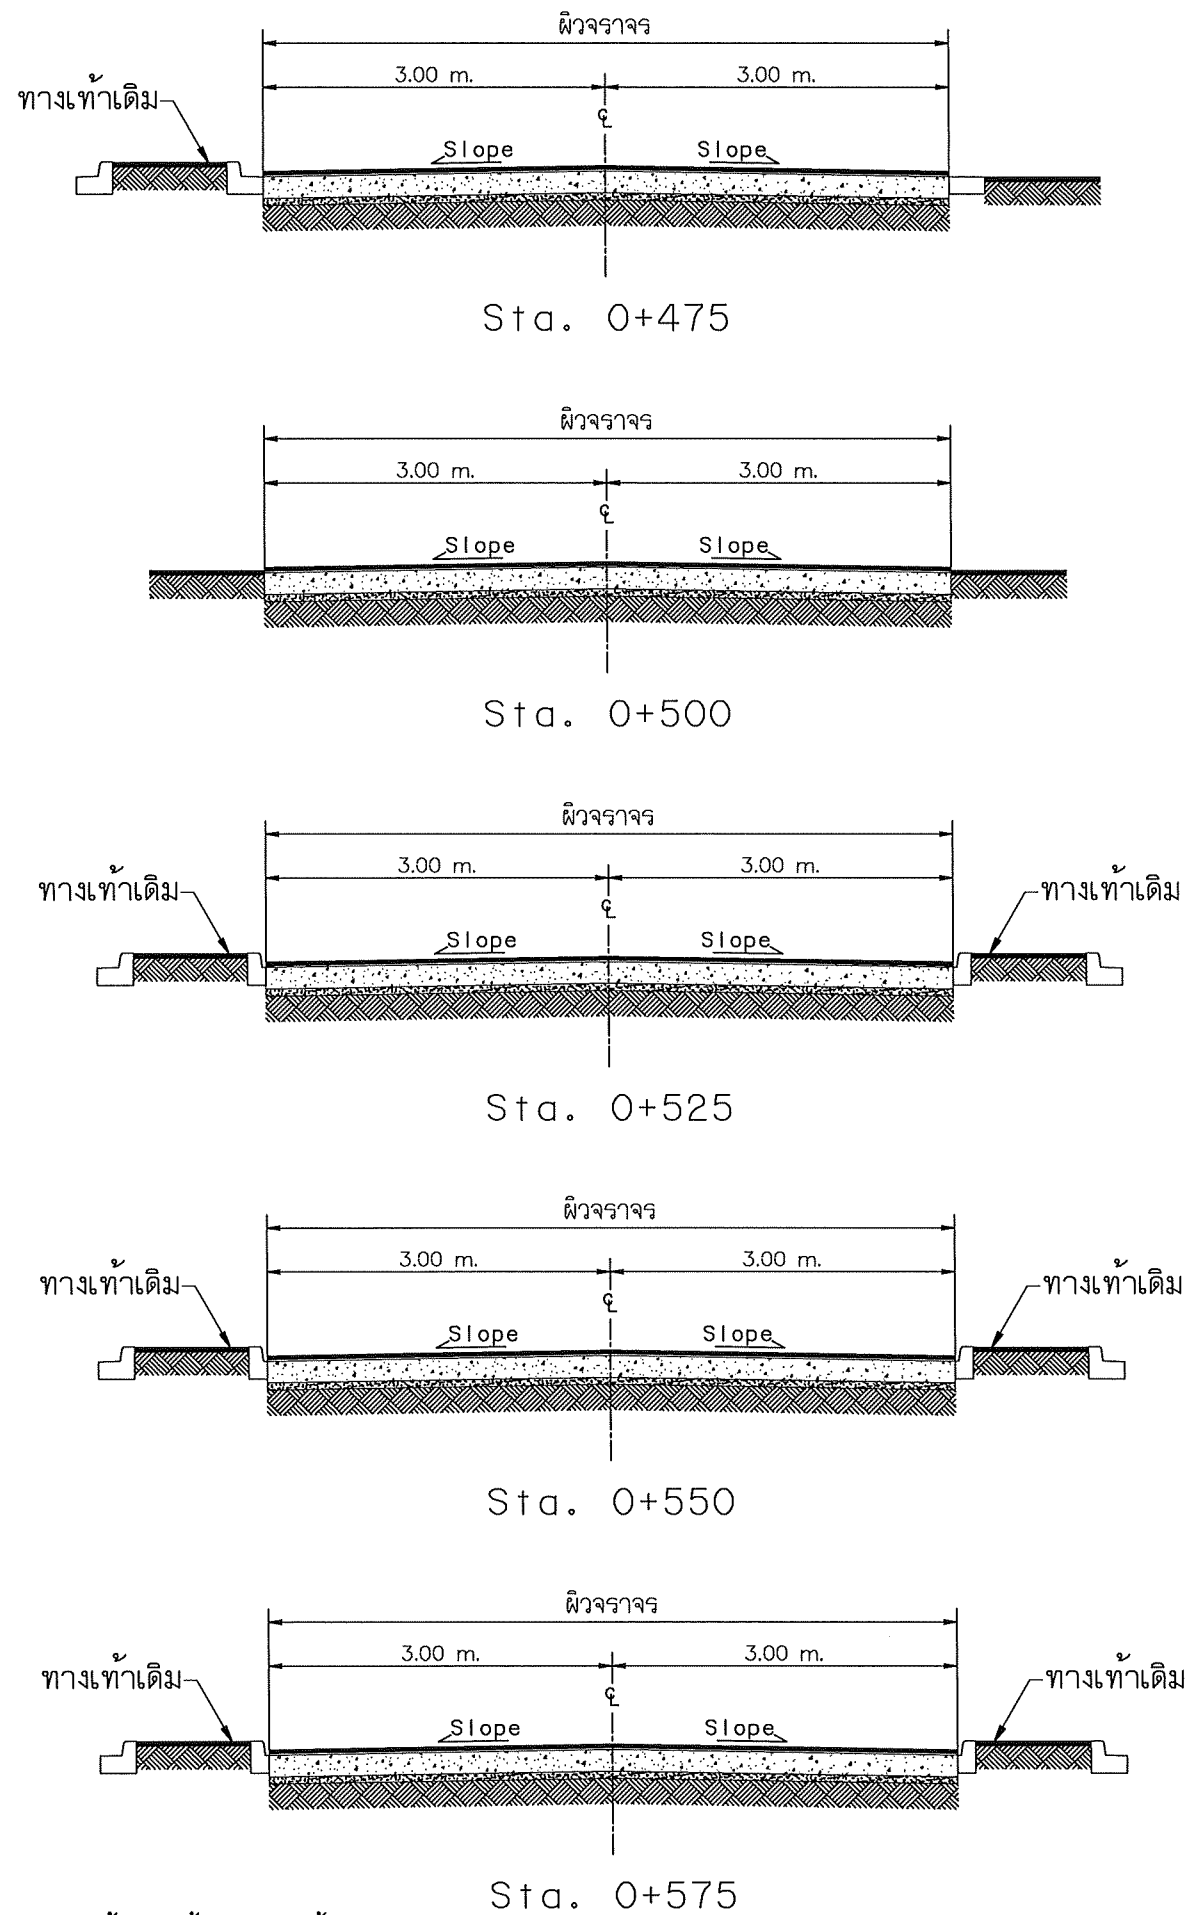 ผิวจราจร
3.00 m. 3.00 m.
ทางเท้าเดิม
℄
Slope Slope
Sta. 0+475
ผิวจราจร
3.00 m. 3.00 m.
℄
Slope Slope
Sta. 0+500
ผิวจราจร
3.00 m. 3.00 m.
ทางเท้าเดิม ทางเท้าเดิม
℄
Slope Slope
Sta. 0+525
ผิวจราจร
3.00 m. 3.00 m.
ทางเท้าเดิม ทางเท้าเดิม
℄
Slope Slope
Sta. 0+550
ผิวจราจร
3.00 m. 3.00 m.
ทางเท้าเดิม ทางเท้าเดิม
℄
Slope Slope
Sta. 0+575